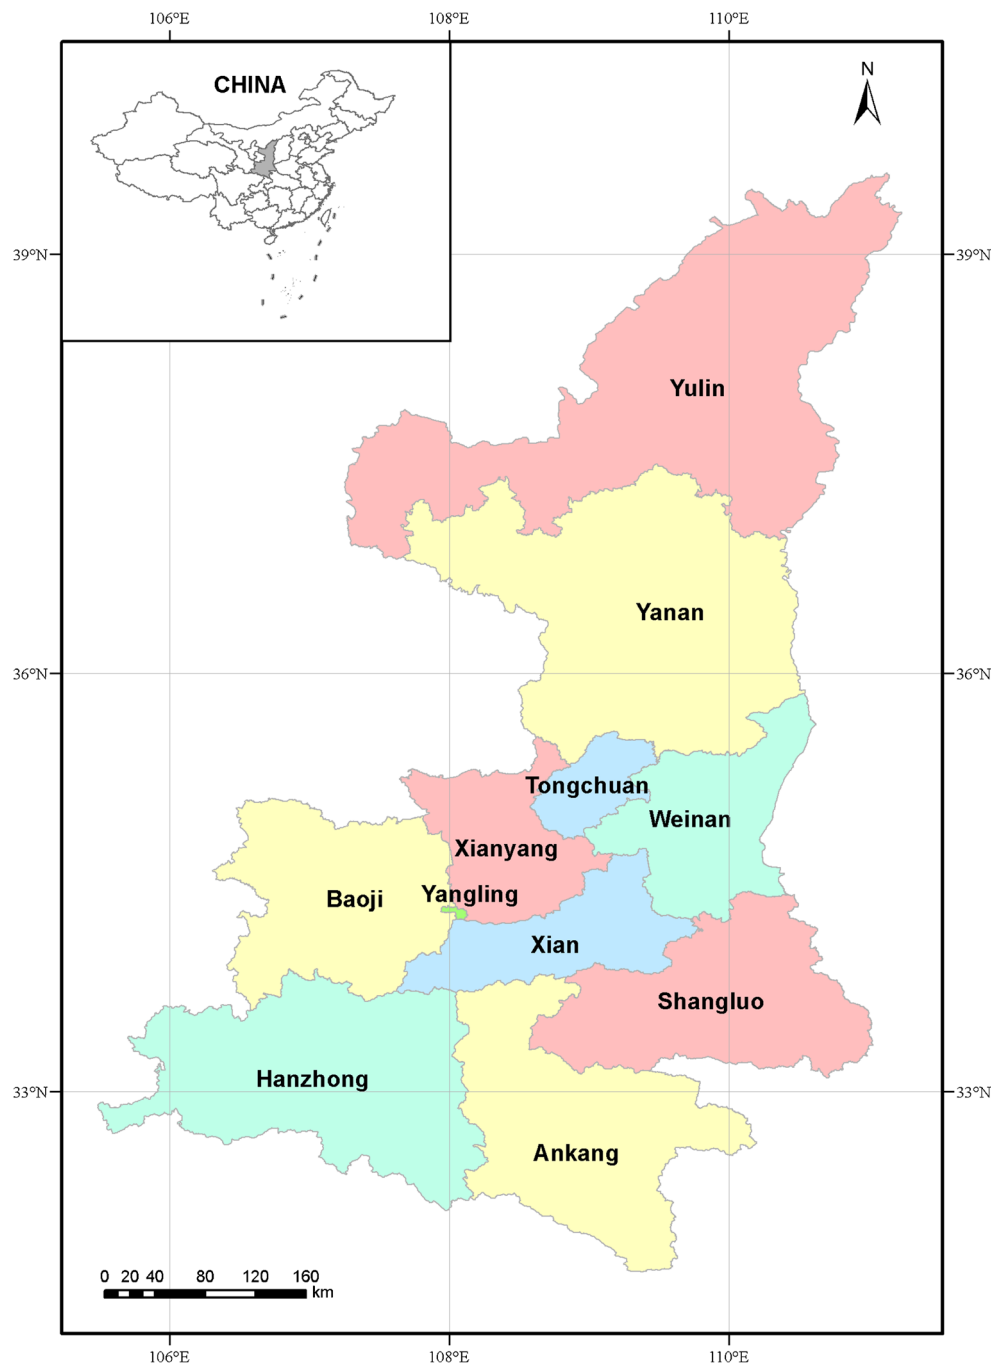 106°E 108°E 110°E
CHINA
N
39°N 39°N
Yulin
Yanan
36°N 36°N
Tongchuan
Weinan
Xianyang
Yangling
Baoji
Xian
Shangluo
Hanzhong
33°N 33°N
Ankang
0 20 40 80 120 160
km
106°E 108°E 110°E